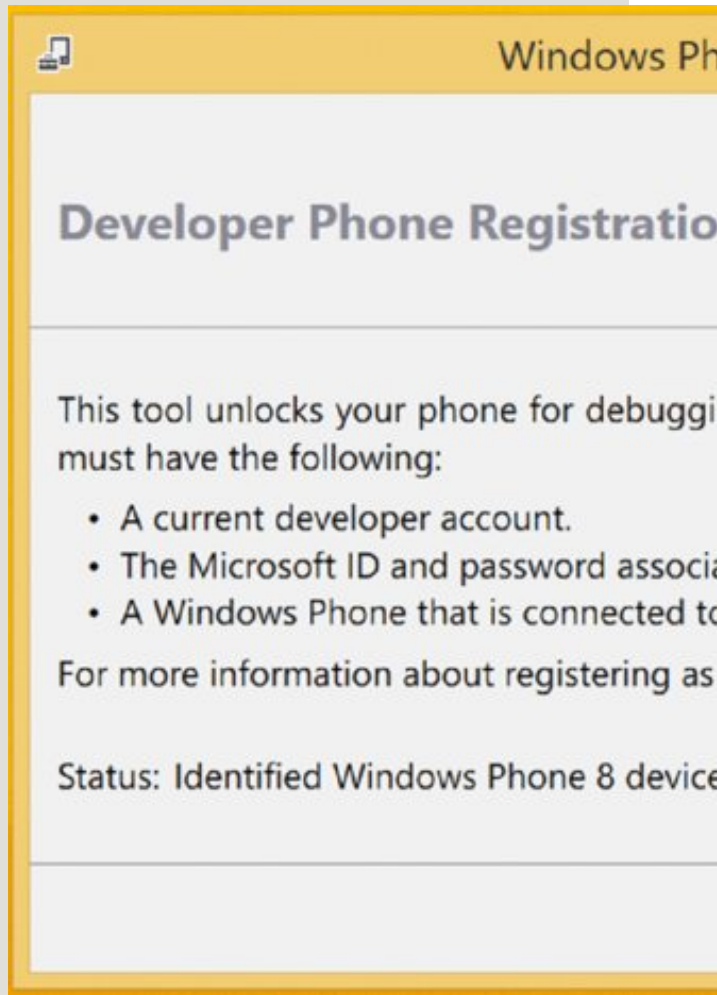 Windows Ph
Developer Phone Registratio
This tool unlocks your phone for debuggi
must have the following:
• A current developer account.
• The Microsoft ID and password associa
• A Windows Phone that is connected to
For more information about registering as
Status: Identified Windows Phone 8 device